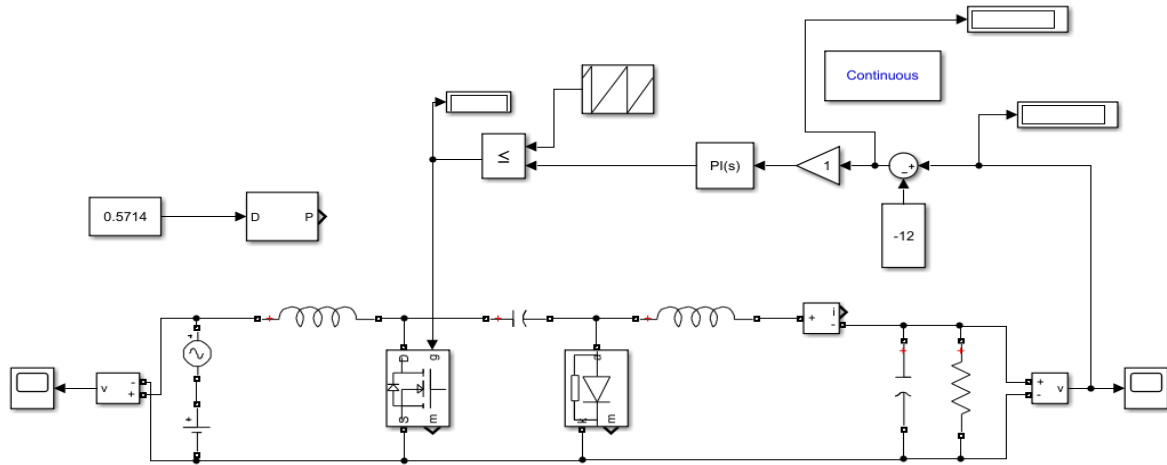 Continuous
≤
PI(s)
1
+
−
-12
0.5714
D P
+ + + i
+ -
v - + D g a + v
+ + -
S m k m